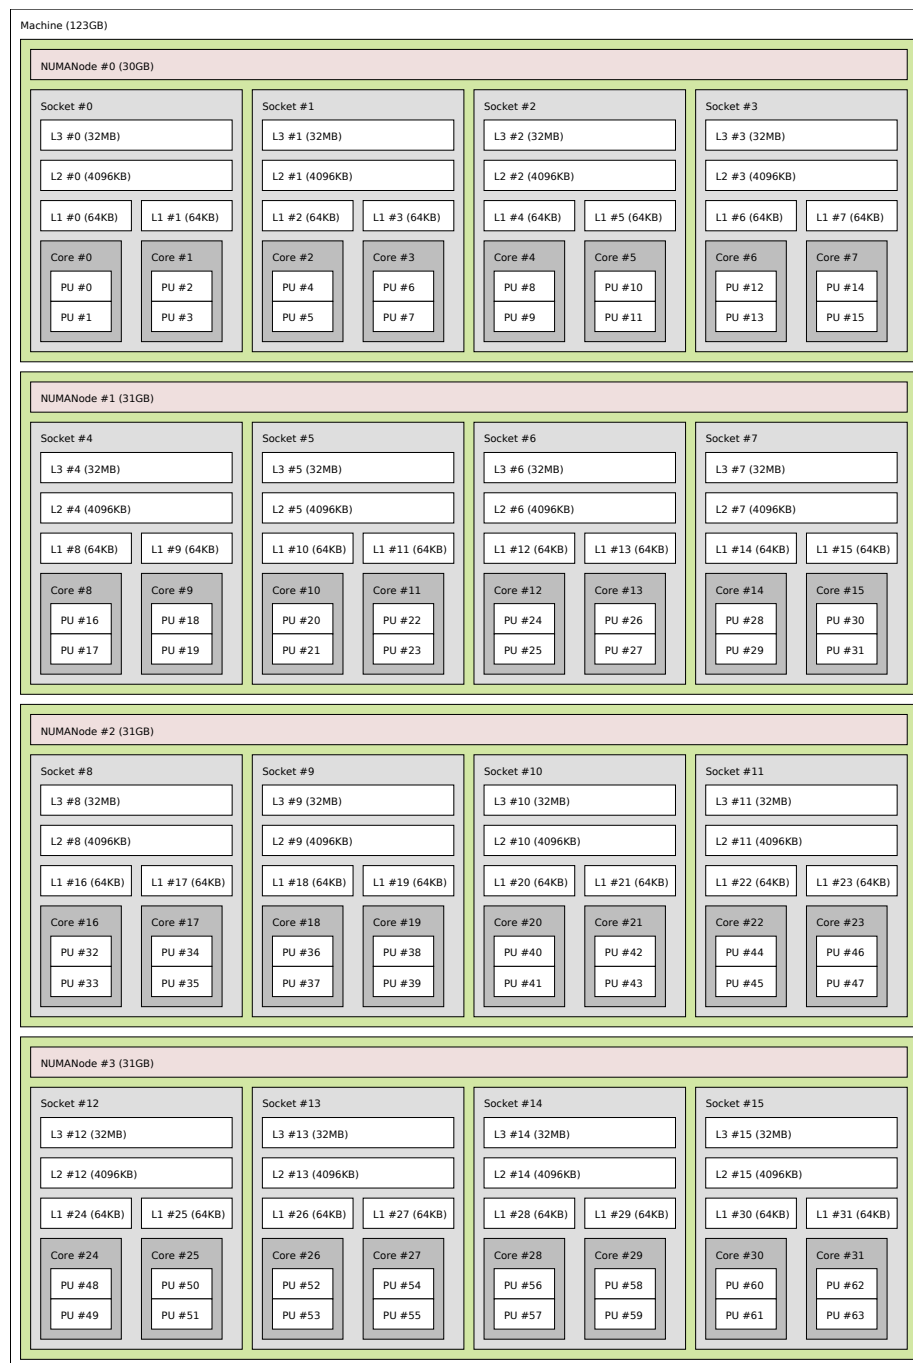 Machine (123GB)
NUMANode #0 (30GB)
Socket #0 Socket #1 Socket #2 Socket #3
L3 #0 (32MB) L3 #1 (32MB) L3 #2 (32MB) L3 #3 (32MB)
L2 #0 (4096KB) L2 #1 (4096KB) L2 #2 (4096KB) L2 #3 (4096KB)
L1 #0 (64KB) L1 #1 (64KB) L1 #2 (64KB) L1 #3 (64KB) L1 #4 (64KB) L1 #5 (64KB) L1 #6 (64KB) L1 #7 (64KB)
Core #0 Core #1 Core #2 Core #3 Core #4 Core #5 Core #6 Core #7
PU #0 PU #2 PU #4 PU #6 PU #8 PU #10 PU #12 PU #14
PU #1 PU #3 PU #5 PU #7 PU #9 PU #11 PU #13 PU #15
NUMANode #1 (31GB)
Socket #4 Socket #5 Socket #6 Socket #7
L3 #4 (32MB) L3 #5 (32MB) L3 #6 (32MB) L3 #7 (32MB)
L2 #4 (4096KB) L2 #5 (4096KB) L2 #6 (4096KB) L2 #7 (4096KB)
L1 #8 (64KB) L1 #9 (64KB) L1 #10 (64KB) L1 #11 (64KB) L1 #12 (64KB) L1 #13 (64KB) L1 #14 (64KB) L1 #15 (64KB)
Core #8 Core #9 Core #10 Core #11 Core #12 Core #13 Core #14 Core #15
PU #16 PU #18 PU #20 PU #22 PU #24 PU #26 PU #28 PU #30
PU #17 PU #19 PU #21 PU #23 PU #25 PU #27 PU #29 PU #31
NUMANode #2 (31GB)
Socket #8 Socket #9 Socket #10 Socket #11
L3 #8 (32MB) L3 #9 (32MB) L3 #10 (32MB) L3 #11 (32MB)
L2 #8 (4096KB) L2 #9 (4096KB) L2 #10 (4096KB) L2 #11 (4096KB)
L1 #16 (64KB) L1 #17 (64KB) L1 #18 (64KB) L1 #19 (64KB) L1 #20 (64KB) L1 #21 (64KB) L1 #22 (64KB) L1 #23 (64KB)
Core #16 Core #17 Core #18 Core #19 Core #20 Core #21 Core #22 Core #23
PU #32 PU #34 PU #36 PU #38 PU #40 PU #42 PU #44 PU #46
PU #33 PU #35 PU #37 PU #39 PU #41 PU #43 PU #45 PU #47
NUMANode #3 (31GB)
Socket #12 Socket #13 Socket #14 Socket #15
L3 #12 (32MB) L3 #13 (32MB) L3 #14 (32MB) L3 #15 (32MB)
L2 #12 (4096KB) L2 #13 (4096KB) L2 #14 (4096KB) L2 #15 (4096KB)
L1 #24 (64KB) L1 #25 (64KB) L1 #26 (64KB) L1 #27 (64KB) L1 #28 (64KB) L1 #29 (64KB) L1 #30 (64KB) L1 #31 (64KB)
Core #24 Core #25 Core #26 Core #27 Core #28 Core #29 Core #30 Core #31
PU #48 PU #50 PU #52 PU #54 PU #56 PU #58 PU #60 PU #62
PU #49 PU #51 PU #53 PU #55 PU #57 PU #59 PU #61 PU #63